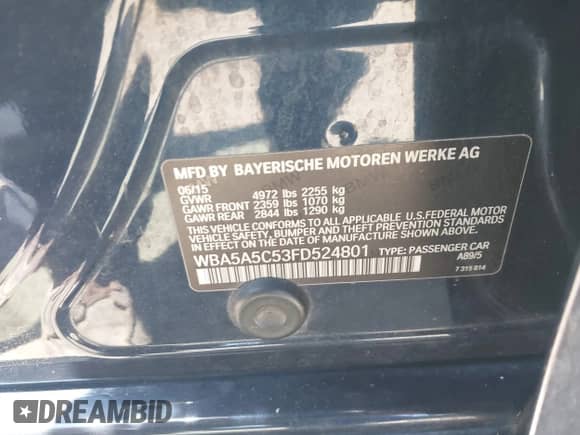 MFD BY BAYERISCHE MOTOREN WERKE AG
06/15
GVWR 4972 lbs 2255 kg
GAWR FRONT 2359 lbs 1070 kg
GAWR REAR 2844 lbs 1290 kg
THIS VEHICLE CONFORMS TO ALL APPLICABLE U.S.FEDERAL MOTOR
VEHICLE SAFETY, BUMPER AND THEFT PREVENTION STANDARDS
IN EFFECT ON THE DATE OF MANUFACTURE SHOWN ABOVE.
WBA5A5C53FD524801 TYPE: PASSENGER CAR
A89/5
7 315 814
DREAMBID